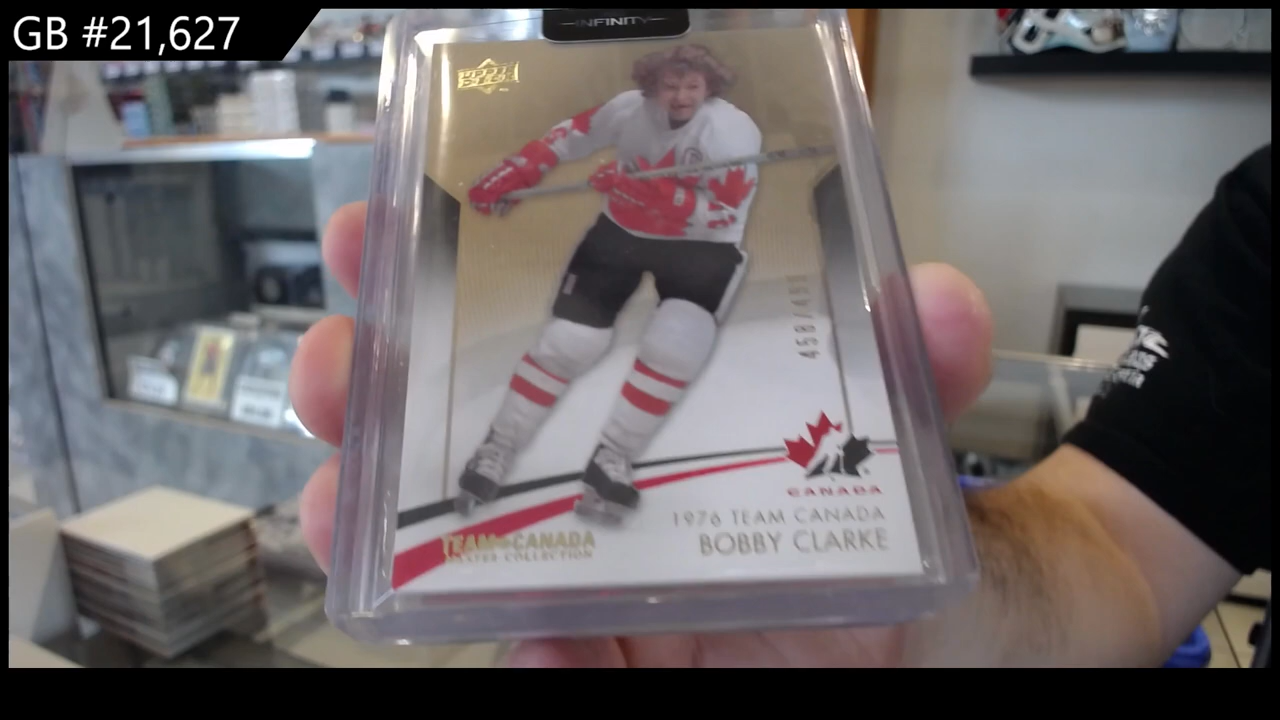 GB #21,627
INFINITY
UPPER DECK
458/499
CANADA
1976 TEAM CANADA
BOBBY CLARKE
TEAM CANADA
MASTER COLLECTION